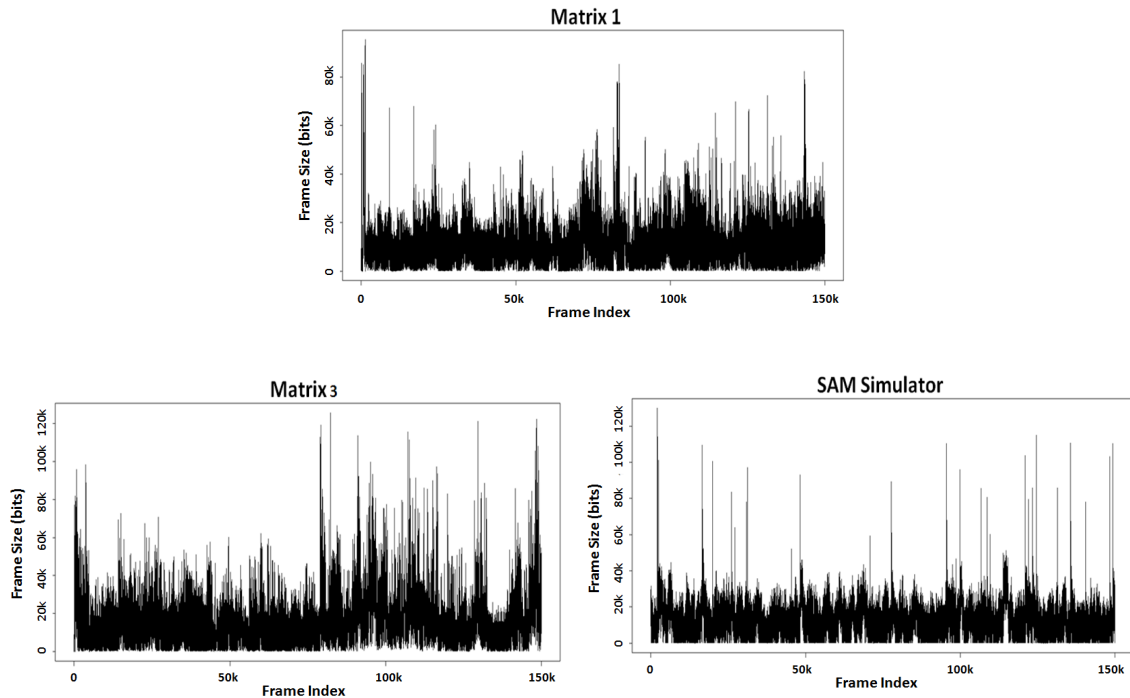 Matrix 1
Frame Size (bits)
80k
60k
40k
20k
0
0
50k
100k
150k
Frame Index
Matrix 3
Frame Size (bits)
120k
100k
80k
60k
40k
20k
0
0
50k
100k
150k
Frame Index
SAM Simulator
Frame Size (bits)
120k
100k
80k
60k
40k
20k
0
0
50k
100k
150k
Frame Index